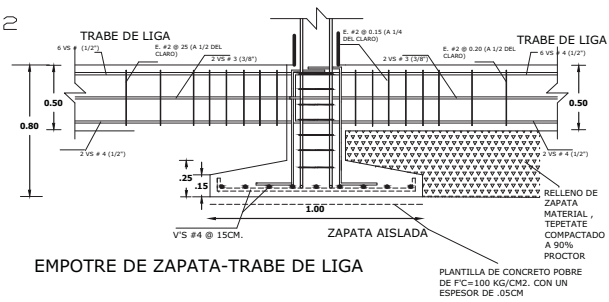 2
TRABE DE LIGA
6 VS # (1/2")
E. #2 @ 25 (A 1/2 DEL
CLARO)
2 VS # 3 (3/8")
E. #2 @ 0.15 (A 1/4
DEL CLARO)
2 VS # 3 (3/8")
E. #2 @ 0.20 (A 1/2 DEL
CLARO)
TRABE DE LIGA
6 VS # 4 (1/2")
0.50
0.80
0.50
2 VS # 4 (1/2")
2 VS # 4 (1/2")
.25
.15
1.00
V'S #4 @ 15CM.
ZAPATA AISLADA
RELLENO DE
ZAPATA
MATERIAL ,
TEPETATE
COMPACTADO
A 90%
PROCTOR
EMPOTRE DE ZAPATA-TRABE DE LIGA
PLANTILLA DE CONCRETO POBRE
DE F'C=100 KG/CM2. CON UN
ESPESOR DE .05CM